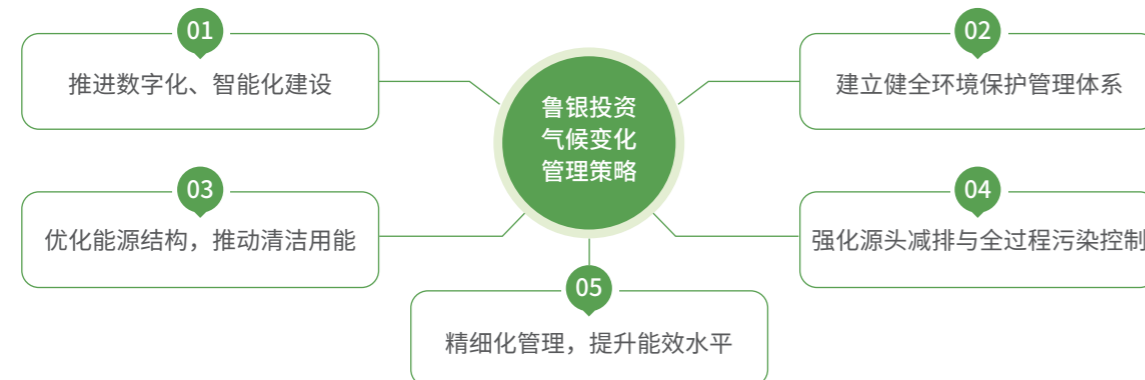 01
推进数字化、智能化建设
02
建立健全环境保护管理体系
鲁银投资
气候变化
管理策略
03
优化能源结构，推动清洁用能
04
强化源头减排与全过程污染控制
05
精细化管理，提升能效水平